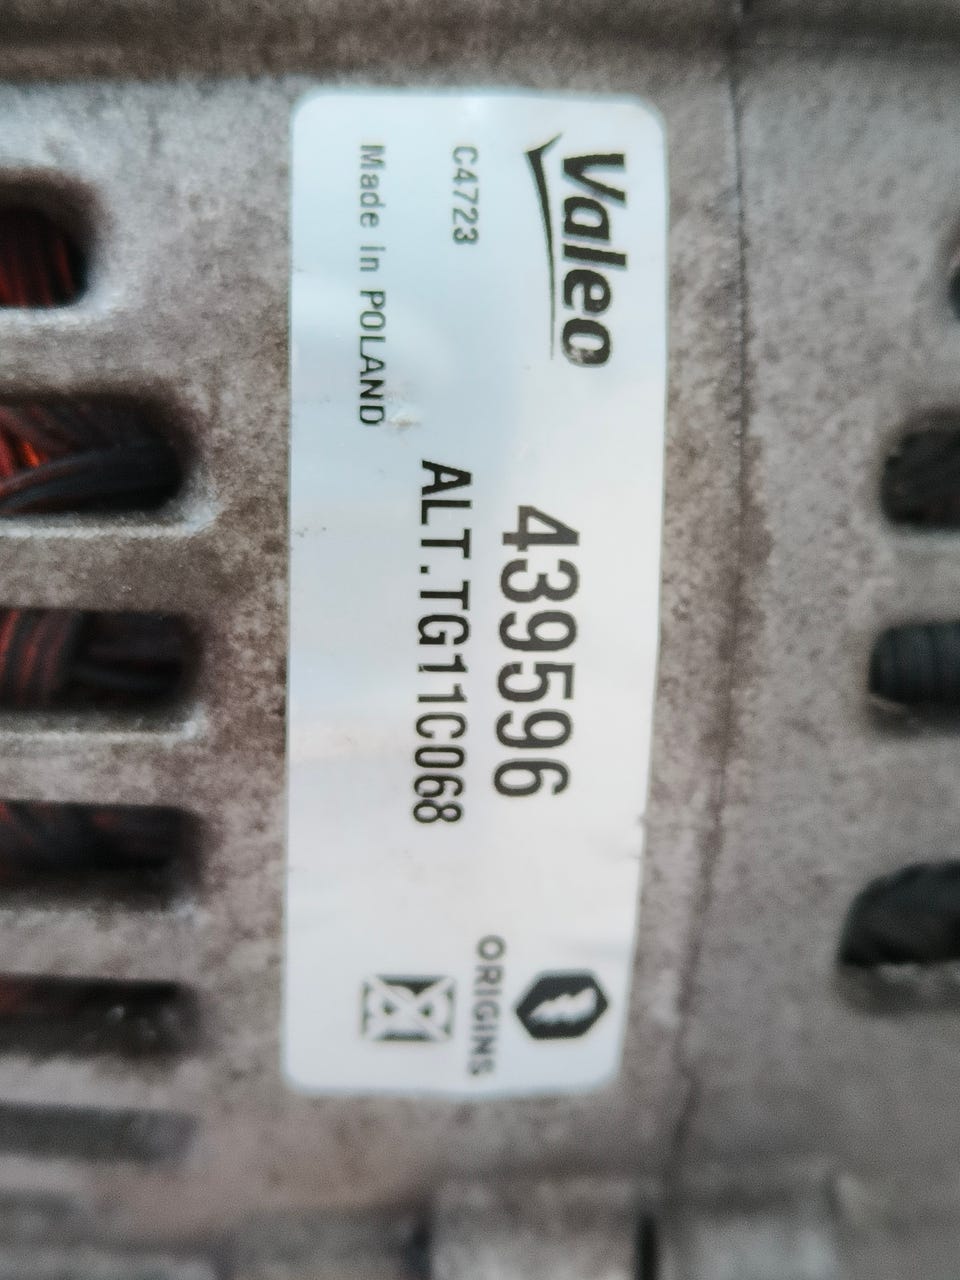 Valeo
C4723
Made In POLAND
439596
ALT.TG11C068
ORIGINS